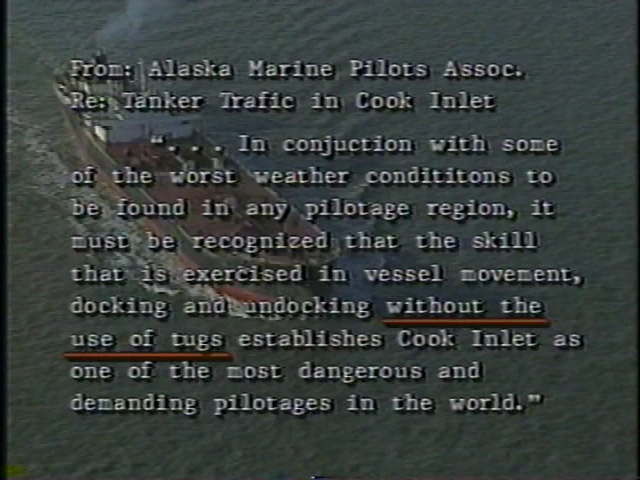 From: Alaska Marine Pilots Assoc.
Re: Tanker Trafic in Cook Inlet
". . . In conjuction with some
of the worst weather condititons to
be found in any pilotage region, it
must be recognized that the skill
that is exercised in vessel movement,
docking and undocking without the
use of tugs establishes Cook Inlet as
one of the most dangerous and
demanding pilotages in the world."